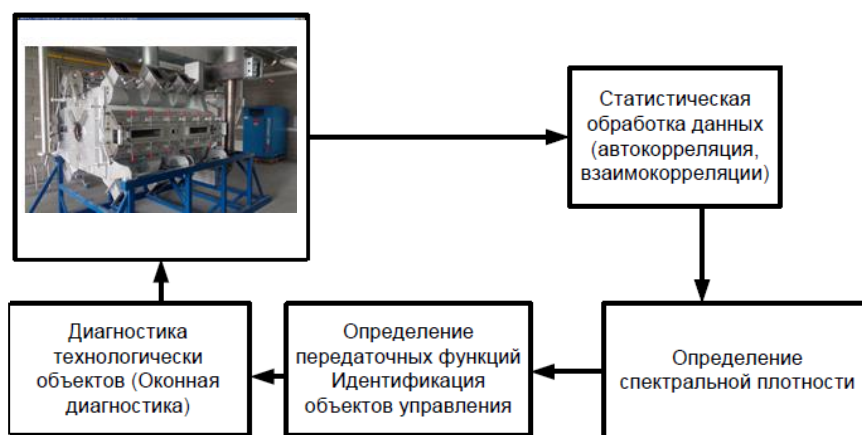 Статистическая
обработка данных
(автокорреляция,
взаимокорреляции)
Определение
спектральной плотности
Определение
передаточных функций
Идентификация
объектов управления
Диагностика
технологически
объектов (Оконная
диагностика)